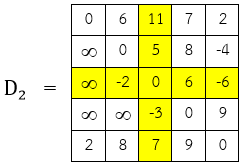 0 6 11 7 2
∞ 0 5 8 -4
D₂ = ∞ -2 0 6 -6
∞ ∞ -3 0 9
2 8 7 9 0